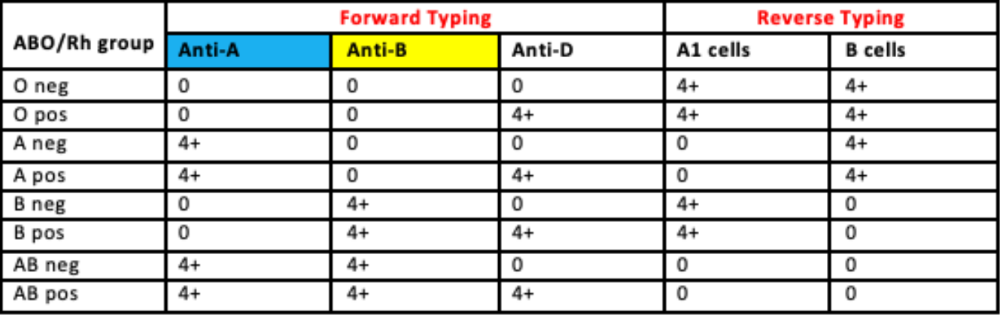 Forward Typing Reverse Typing
ABO/Rh group Anti-A Anti-B Anti-D A1 cells B cells
O neg 0 0 0 4+ 4+
O pos 0 0 4+ 4+ 4+
A neg 4+ 0 0 0 4+
A pos 4+ 0 4+ 0 4+
B neg 0 4+ 0 4+ 0
B pos 0 4+ 4+ 4+ 0
AB neg 4+ 4+ 0 0 0
AB pos 4+ 4+ 4+ 0 0